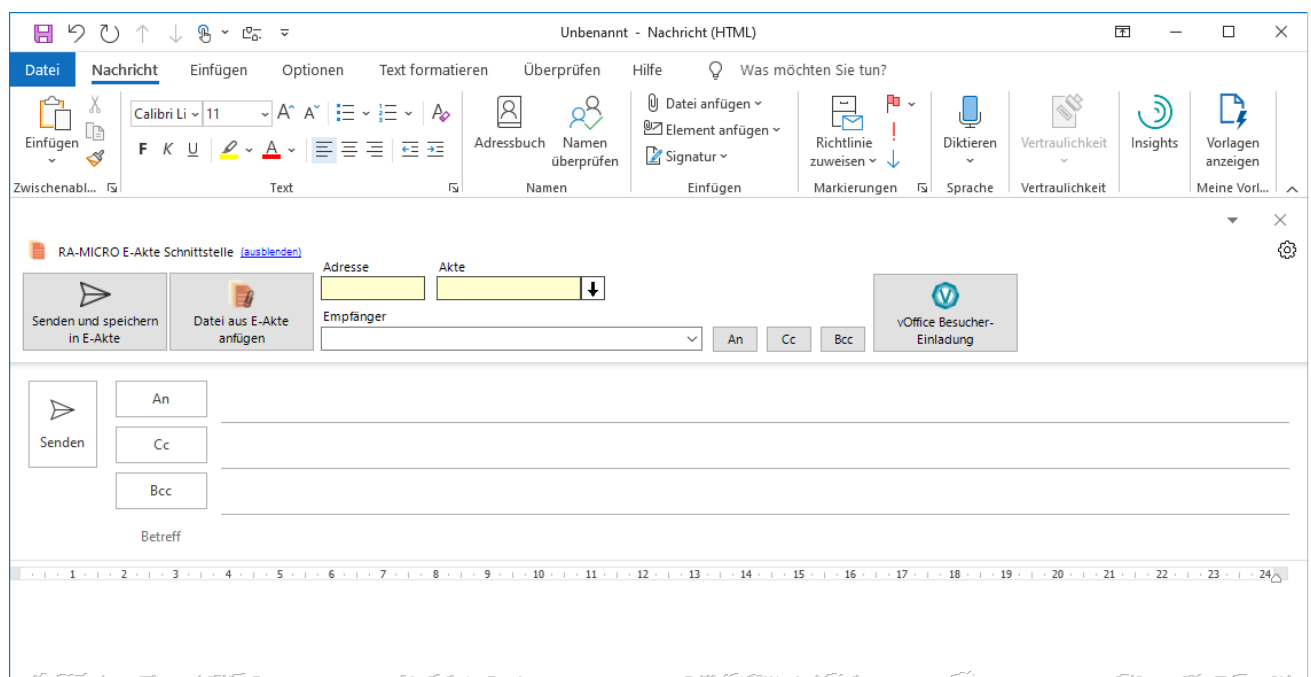 Unbenannt - Nachricht (HTML)
Datei Nachricht Einfügen Optionen Text formatieren Überprüfen Hilfe Was möchten Sie tun?
Einfügen
Calibri Li 11
F K U
Adressbuch
Namen
überprüfen
Datei anfügen
Element anfügen
Signatur
Richtlinie
zuweisen
Diktieren
Vertraulichkeit
Insights
Vorlagen
anzeigen
Zwischenabl... Text Namen Einfügen Markierungen Sprache Vertraulichkeit Meine Vorl...
RA-MICRO E-Akte Schnittstelle (ausblenden)
Senden und speichern
in E-Akte
Datei aus E-Akte
anfügen
Adresse Akte
Empfänger
An Cc Bcc
vOffice Besucher-
Einladung
Senden
An
Cc
Bcc
Betreff
1 2 3 4 5 6 7 8 9 10 11 12 13 14 15 16 17 18 19 20 21 22 23 24